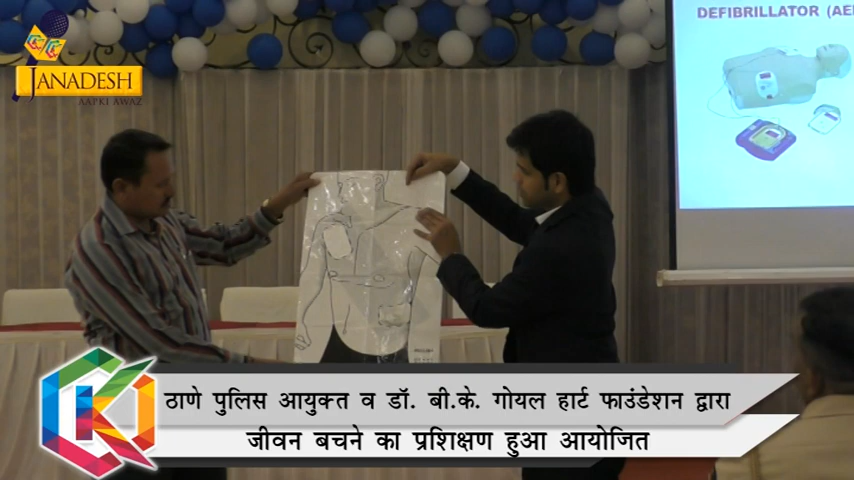 JANADESH
AAPKI AWAZ
DEFIBRILLATOR (AE
ठाणे पुलिस आयुक्त व डॉ. बी.के. गोयल हार्ट फाउंडेशन द्वारा
जीवन बचने का प्रशिक्षण हुआ आयोजित